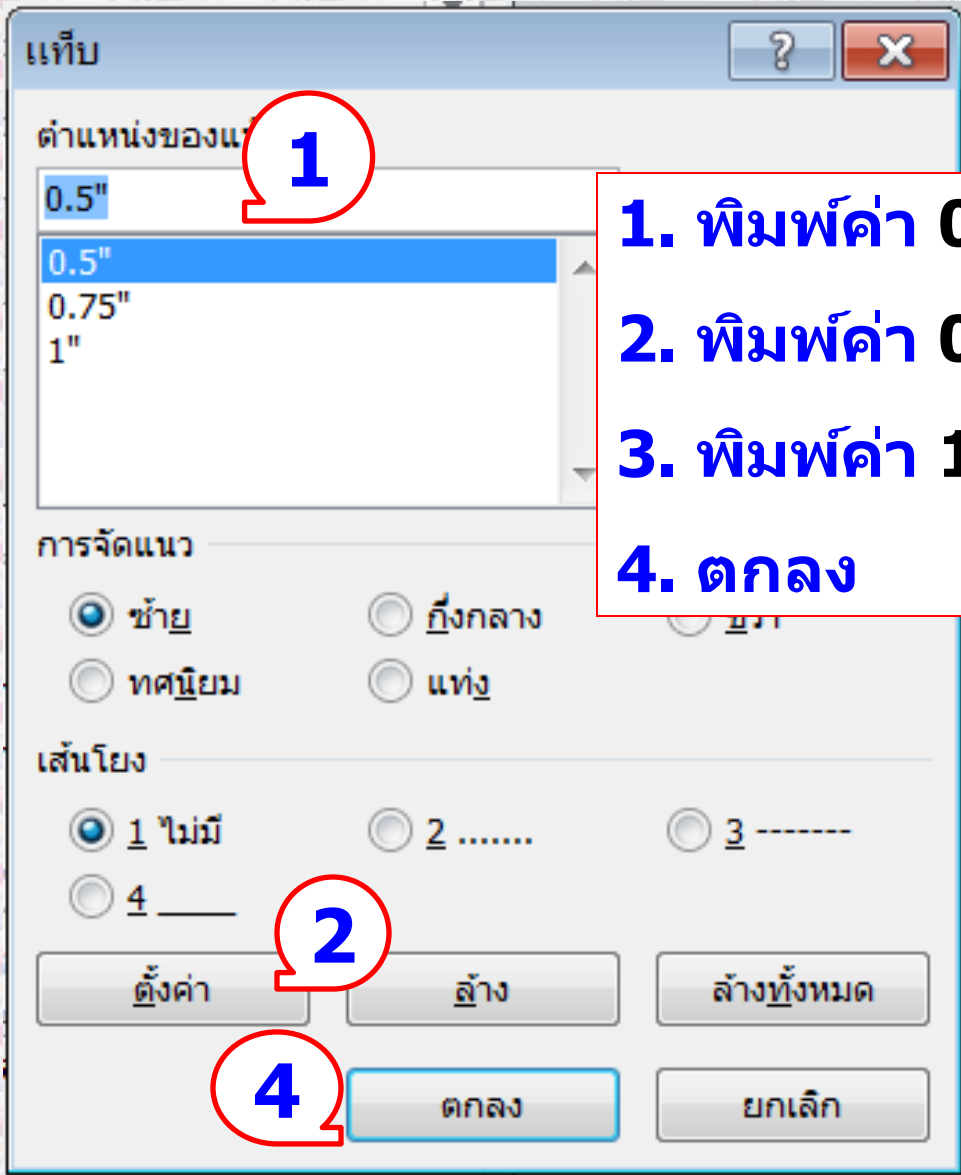 แท็บ
ตำแหน่งของแท็
1
0.5"
0.5"
0.75"
1"
1. พิมพ์ค่า 0
2. พิมพ์ค่า 0
3. พิมพ์ค่า 1
4. ตกลง
การจัดแนว
ซ้าย กึ่งกลาง ขวา
ทศนิยม แท่ง
เส้นโยง
1 ไม่มี 2 ....... 3 -------
4 ____
2
ตั้งค่า ล้าง ล้างทั้งหมด
4
ตกลง ยกเลิก